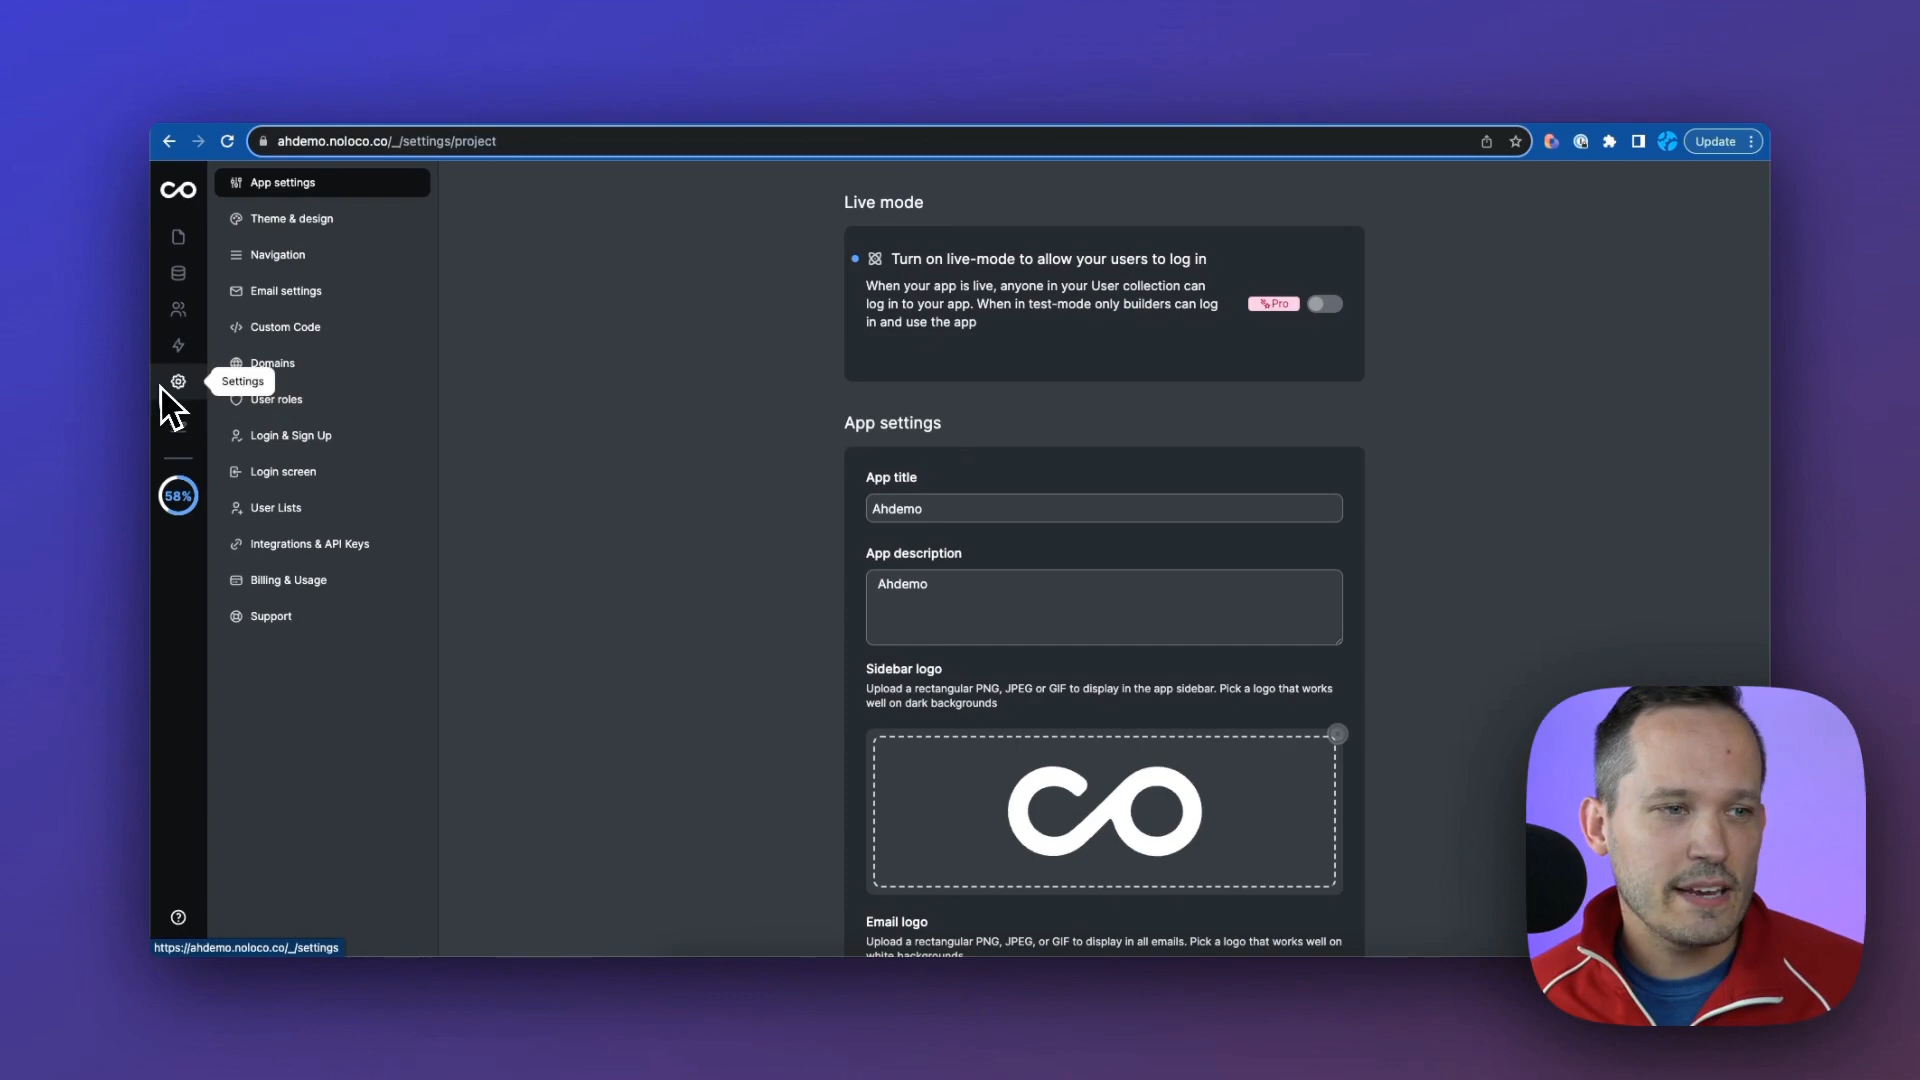 ahdemo.noloco.co/_/settings/project
Update
App settings
Theme & design
Navigation
Email settings
Custom Code
Domains
Settings
User roles
Login & Sign Up
Login screen
58%
User Lists
Integrations & API Keys
Billing & Usage
Support
https://ahdemo.noloco.co/_/settings
Live mode
Turn on live-mode to allow your users to log in
When your app is live, anyone in your User collection can
log in to your app. When in test-mode only builders can log
in and use the app
Pro
App settings
App title
Ahdemo
App description
Ahdemo
Sidebar logo
Upload a rectangular PNG, JPEG or GIF to display in the app sidebar. Pick a logo that works
well on dark backgrounds
Email logo
Upload a rectangular PNG, JPEG, or GIF to display in all emails. Pick a logo that works well on
white backgrounds